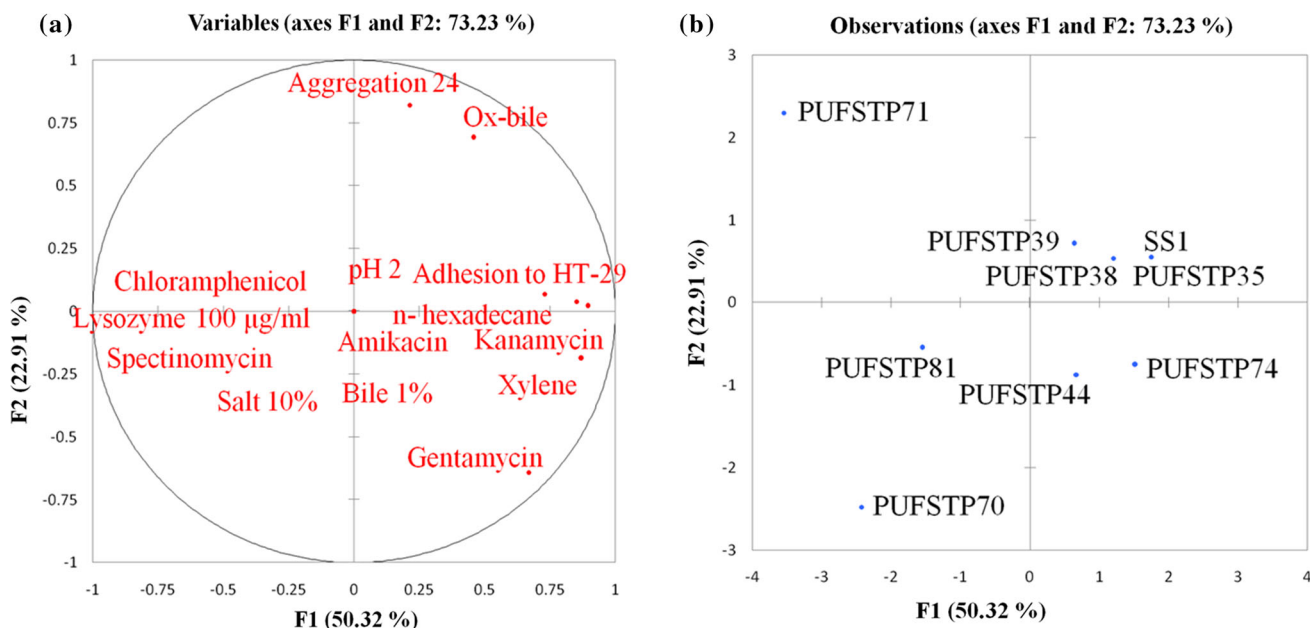 (a)
Variables (axes F1 and F2: 73.23 %)
1
Aggregation 24
0.75
Ox-bile
0.5
0.25
pH 2
Adhesion to HT-29
Chloramphenicol
0
Lysozyme 100 µg/ml
n- hexadecane
Amikacin
Kanamycin
Spectinomycin
-0.25
Xylene
Salt 10%
Bile 1%
-0.5
Gentamycin
-0.75
-1
-1
-0.75
-0.5
-0.25
0
0.25
0.5
0.75
1
F2 (22.91 %)
F1 (50.32 %)
(b)
Observations (axes F1 and F2: 73.23 %)
3
PUFSTP71
2
1
PUFSTP39
SS1
PUFSTP38
PUFSTP35
0
PUFSTP81
PUFSTP74
-1
PUFSTP44
-2
PUFSTP70
-3
-4
-3
-2
-1
0
1
2
3
4
F2 (22.91 %)
F1 (50.32 %)